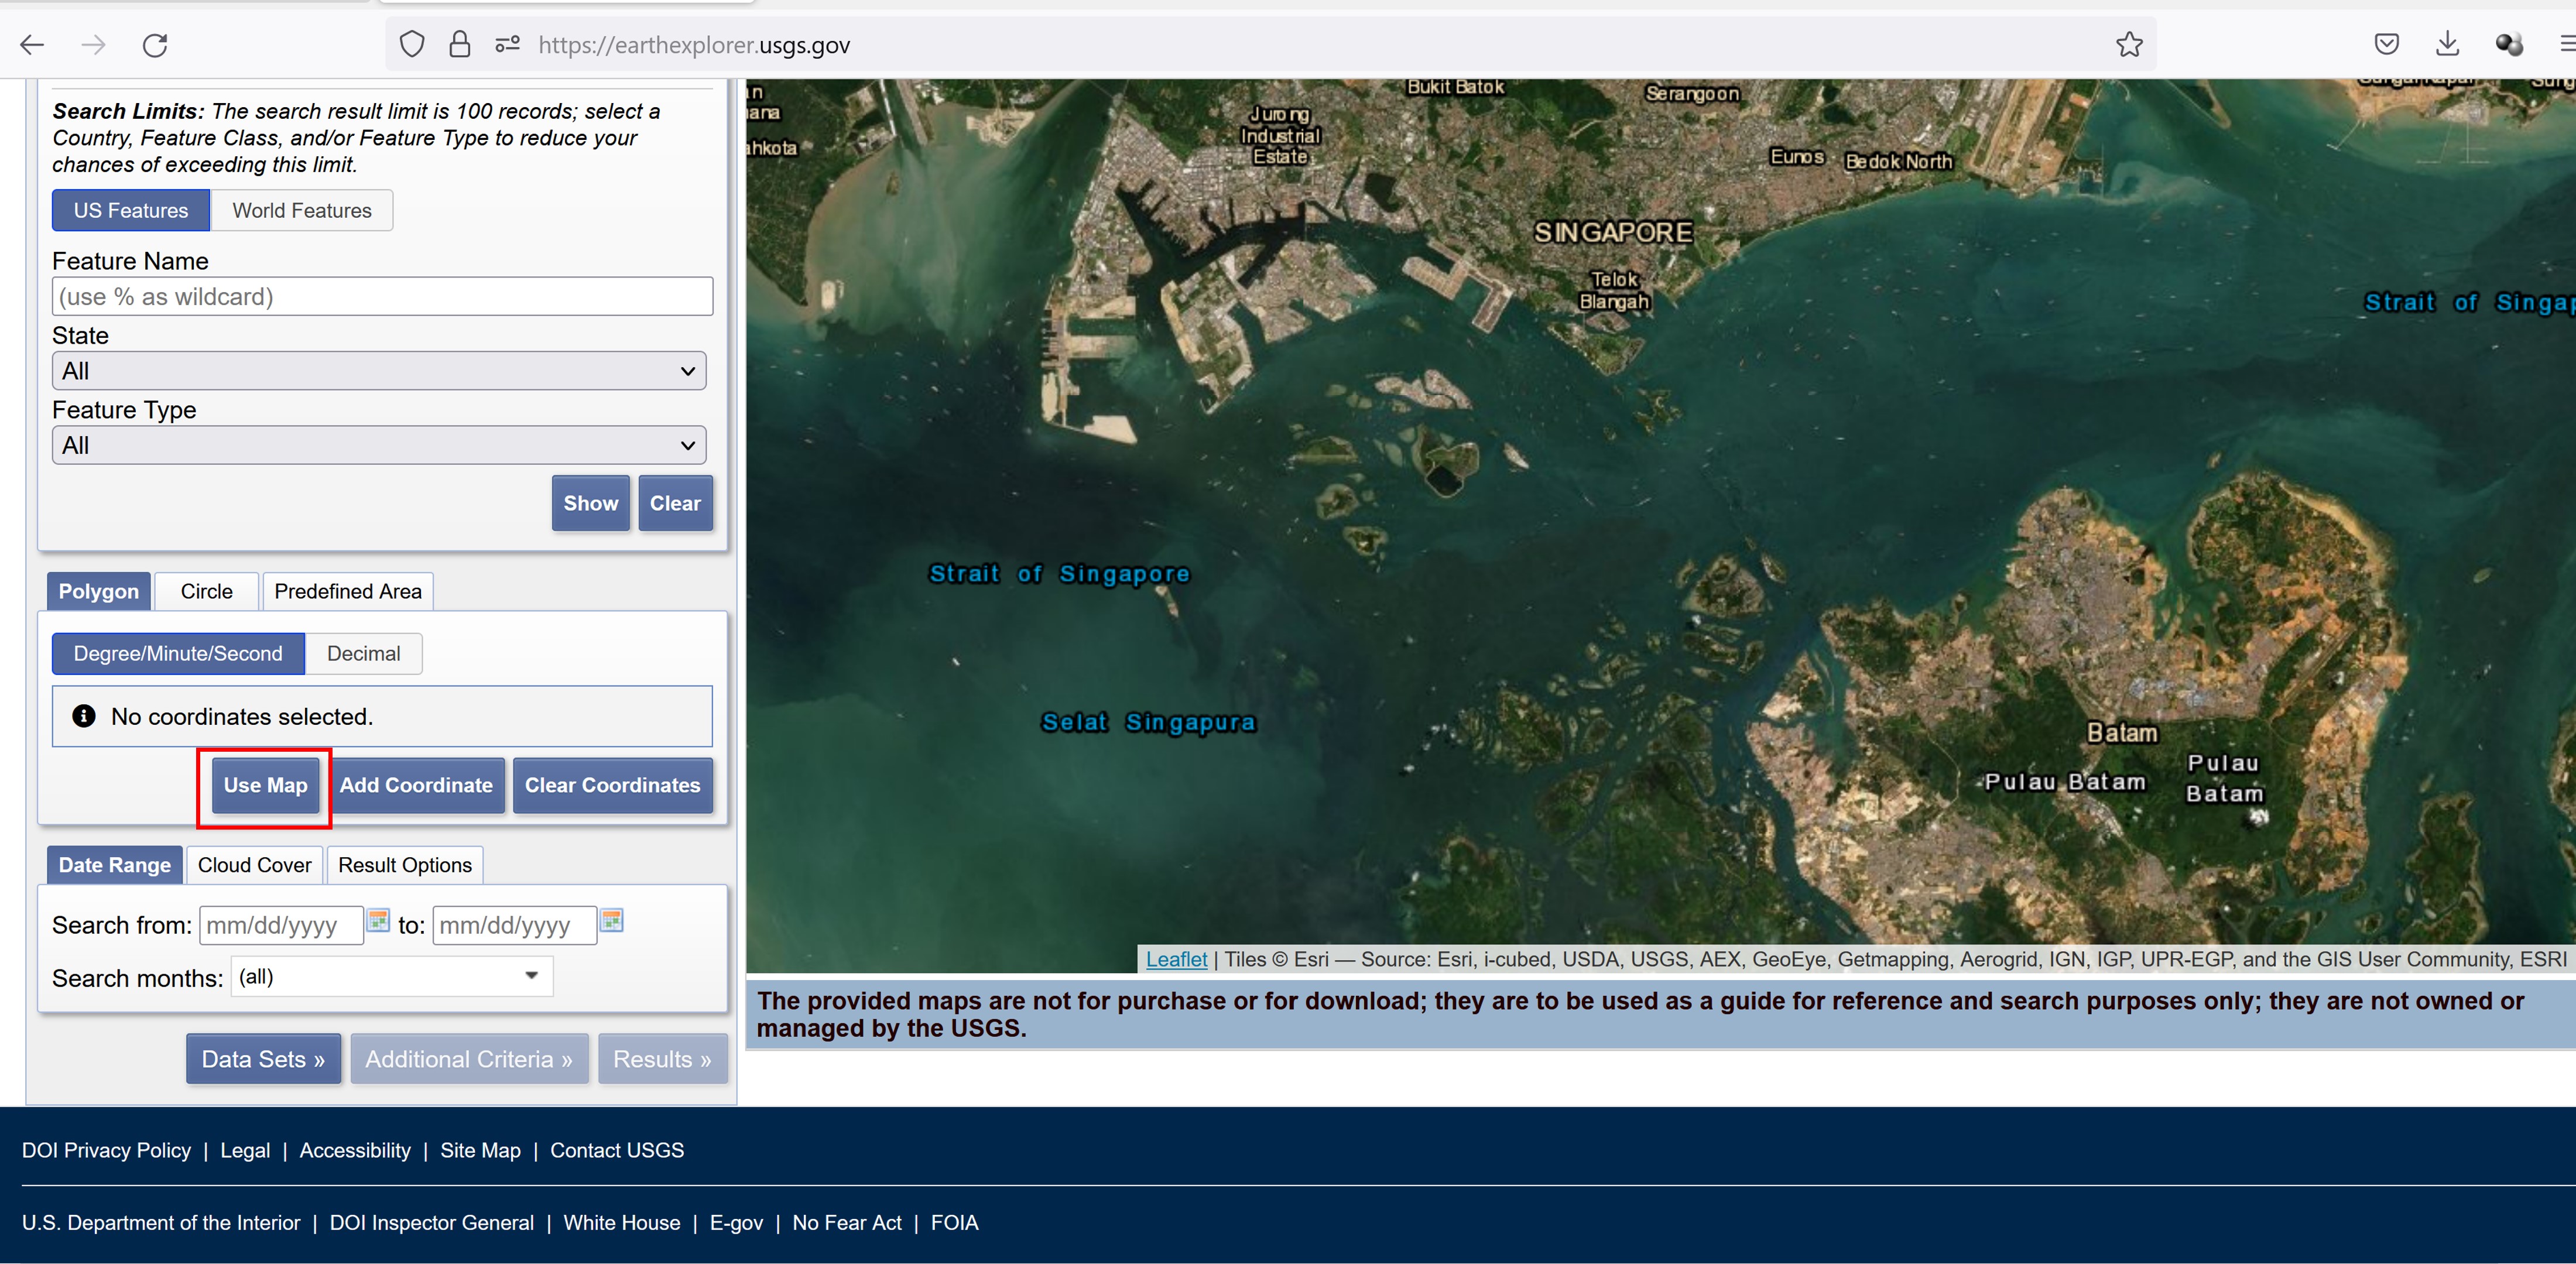 https://earthexplorer.usgs.gov
Search Limits: The search result limit is 100 records; select a
Country, Feature Class, and/or Feature Type to reduce your
chances of exceeding this limit.
US Features
World Features
Feature Name
(use % as wildcard)
State
All
Feature Type
All
Show
Clear
Polygon
Circle
Predefined Area
Degree/Minute/Second
Decimal
No coordinates selected.
Use Map
Add Coordinate
Clear Coordinates
Date Range
Cloud Cover
Result Options
Search from: mm/dd/yyyy to: mm/dd/yyyy
Search months: (all)
Data Sets »
Additional Criteria »
Results »
Bukit Batok
Serangoon
Jurong
Industrial
Estate
Eunos
Bedok North
SINGAPORE
Telok
Blangah
Strait of Singap
Strait of Singapore
Selat Singapura
Batam
Pulau Batam
Pulau
Batam
Leaflet | Tiles © Esri — Source: Esri, i-cubed, USDA, USGS, AEX, GeoEye, Getmapping, Aerogrid, IGN, IGP, UPR-EGP, and the GIS User Community, ESRI
The provided maps are not for purchase or for download; they are to be used as a guide for reference and search purposes only; they are not owned or
managed by the USGS.
DOI Privacy Policy | Legal | Accessibility | Site Map | Contact USGS
U.S. Department of the Interior | DOI Inspector General | White House | E-gov | No Fear Act | FOIA